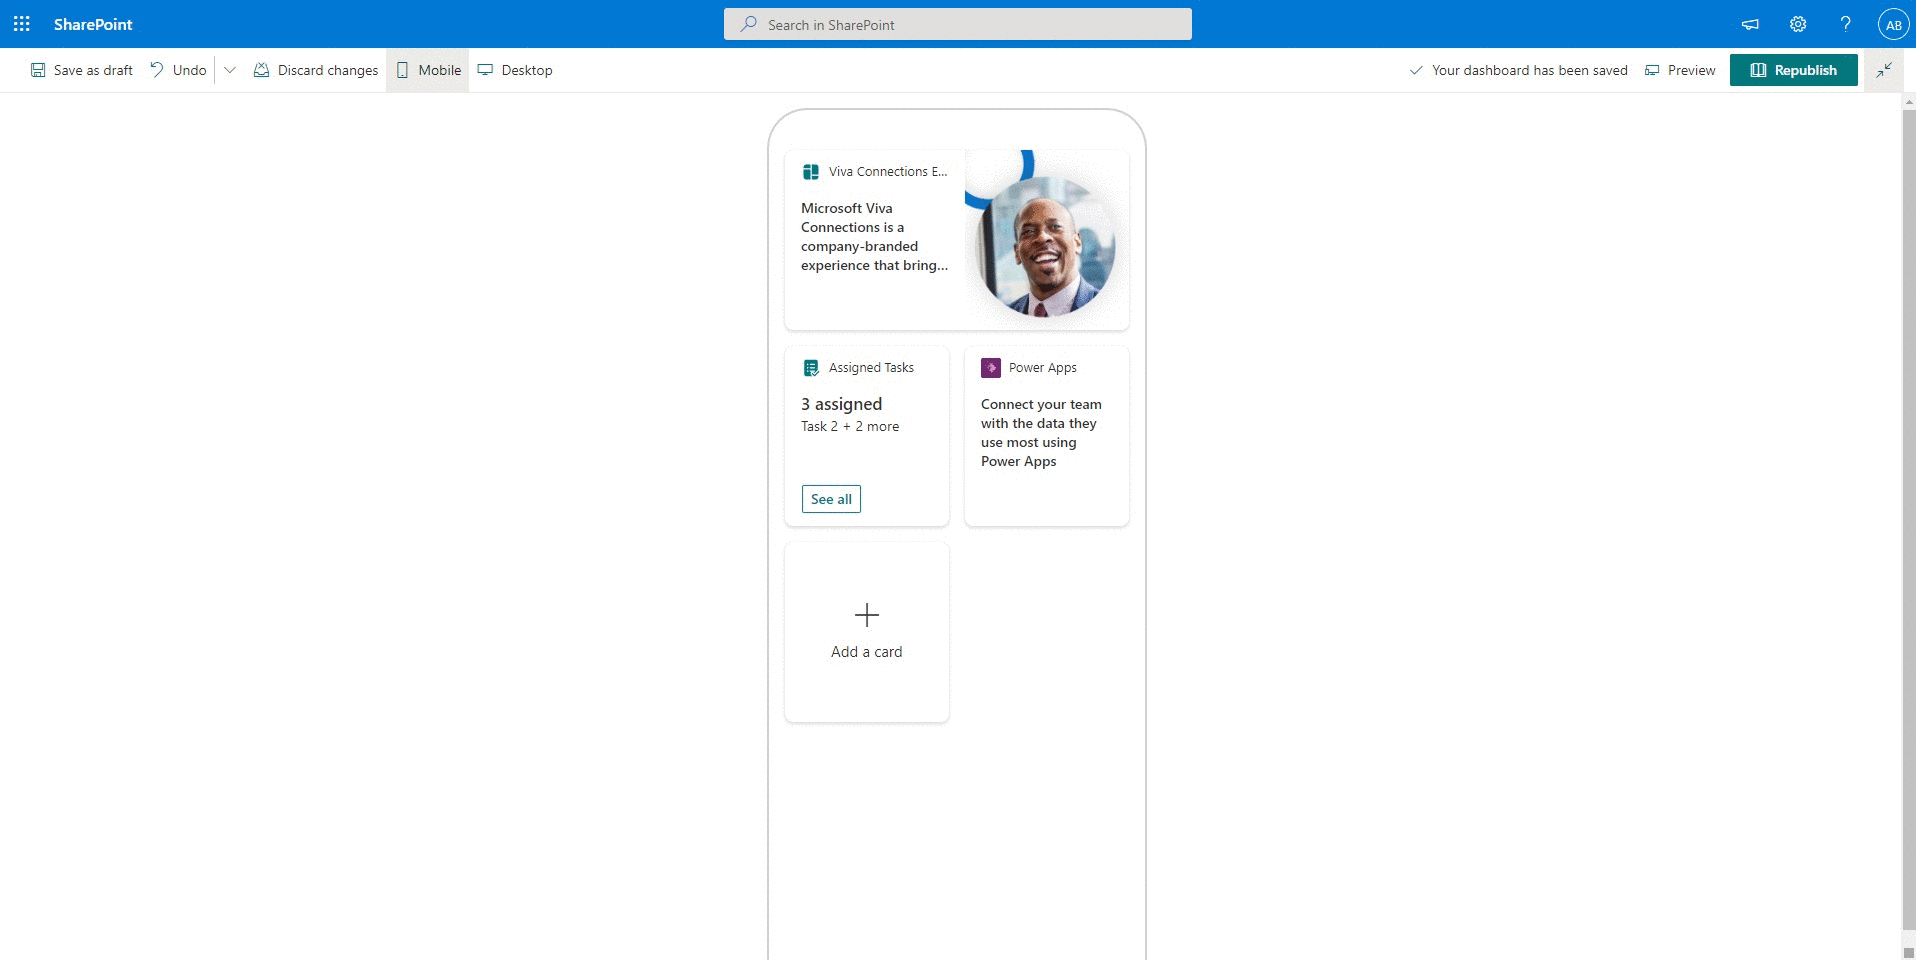 SharePoint
Search in SharePoint
AB
Save as draft
Undo
Discard changes
Mobile
Desktop
Your dashboard has been saved
Preview
Republish
Viva Connections E...
Microsoft Viva
Connections is a
company-branded
experience that bring...
Assigned Tasks
3 assigned
Task 2 + 2 more
See all
Power Apps
Connect your team
with the data they
use most using
Power Apps
Add a card